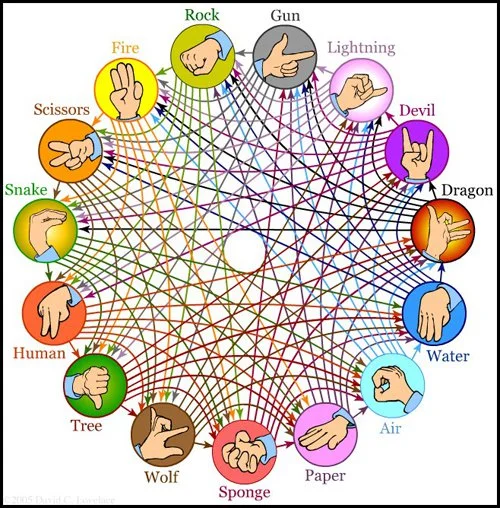 Rock
Gun
Fire
Lightning
Scissors
Devil
Snake
Dragon
Human
Water
Tree
Air
Wolf
Paper
Sponge
©2005 David C. Lovelace